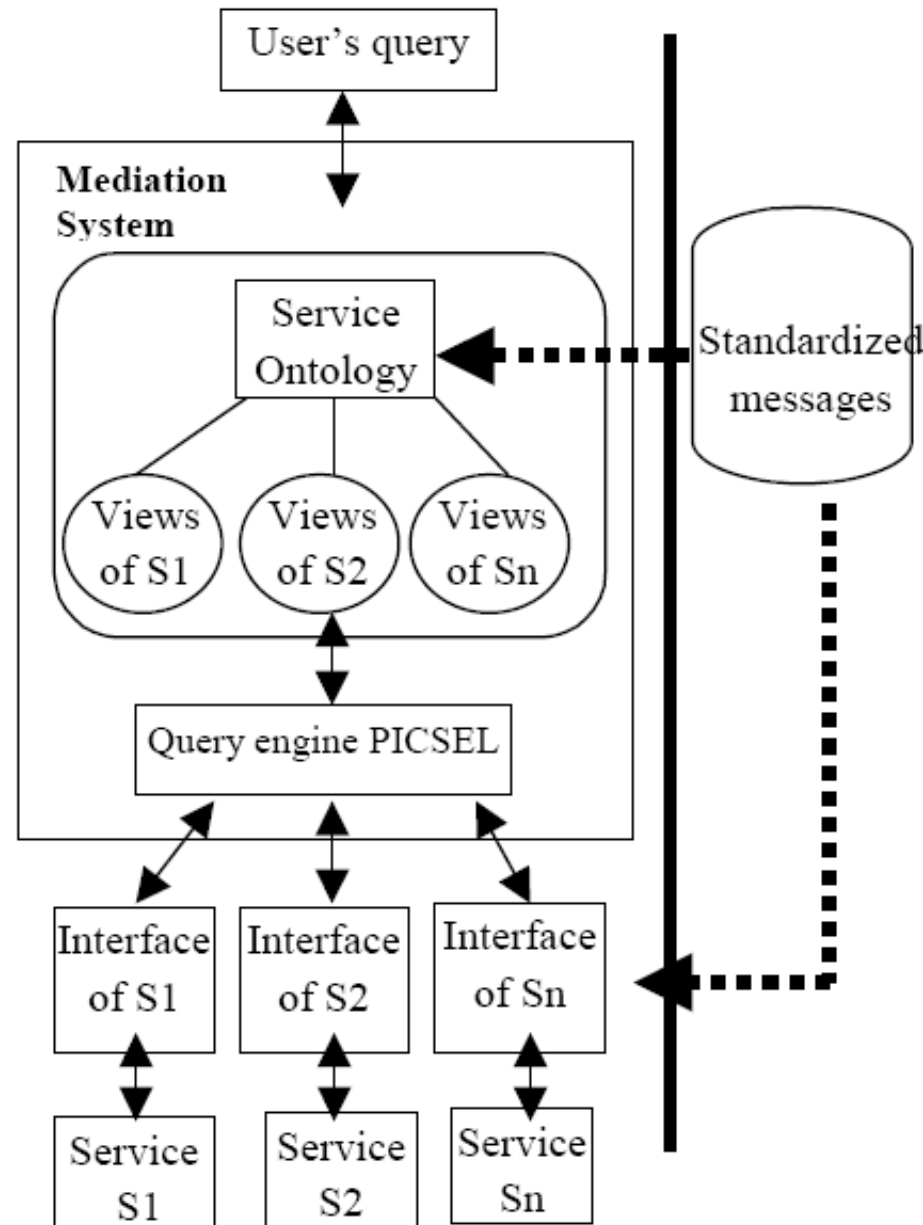 User's query
Mediation
System
Service
Ontology
Standardized
messages
Views
of S1
Views
of S2
Views
of Sn
Query engine PICSEL
Interface
of S1
Interface
of S2
Interface
of Sn
Service
S1
Service
S2
Service
Sn